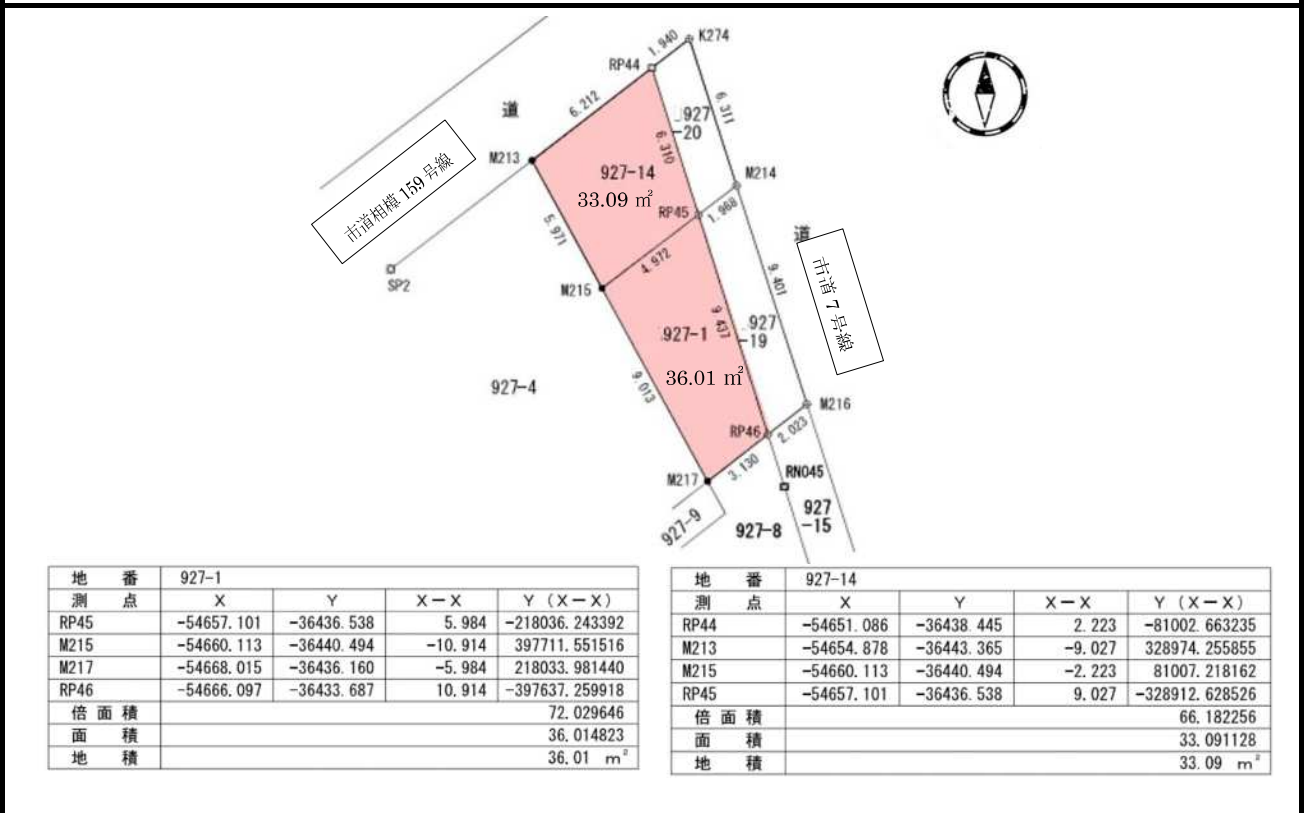 K274
1.940
RP44
6.212
道
927
-20
6.311
M213
6.310
927-14
33.09 ㎡
M214
市道相模 159 号線
RP45
1.968
道
5.971
4.972
SP2
M215
9.401
市道 7 号線
9.437
927
-19
927-1
36.01 ㎡
927-4
9.013
M216
RP46
2.023
3.130
M217
RN045
927-9
927
-15
927-8
地 番 927-1
測 点 X Y X-X Y (X-X)
RP45 -54657.101 -36436.538 5.984 -218036.243392
M215 -54660.113 -36440.494 -10.914 397711.551516
M217 -54668.015 -36436.160 -5.984 218033.981440
RP46 -54666.097 -36433.687 10.914 -397637.259918
倍面積 72.029646
面 積 36.014823
地 積 36.01 ㎡
地 番 927-14
測 点 X Y X-X Y (X-X)
RP44 -54651.086 -36438.445 2.223 -81002.663235
M213 -54654.878 -36443.365 -9.027 328974.255855
M215 -54660.113 -36440.494 -2.223 81007.218162
RP45 -54657.101 -36436.538 9.027 -328912.628526
倍面積 66.182256
面 積 33.091128
地 積 33.09 ㎡